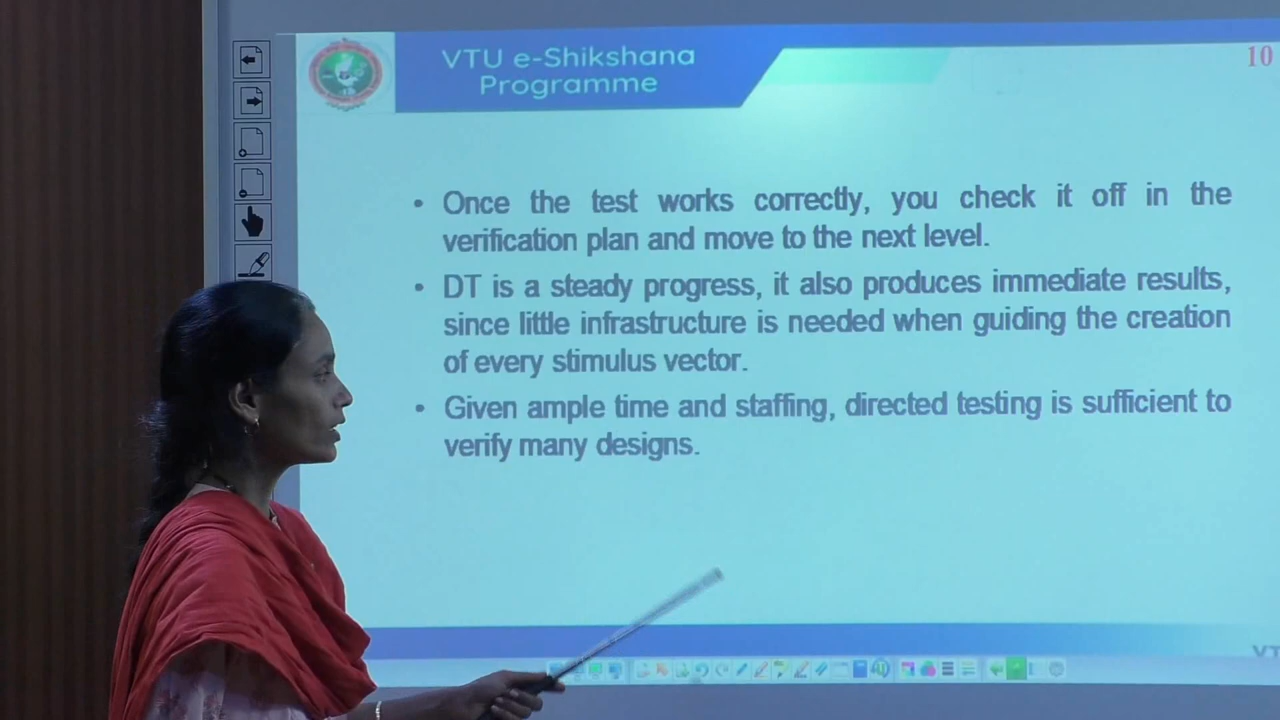 VTU e-Shikshana
Programme
10
• Once the test works correctly, you check it off in the
verification plan and move to the next level.
• DT is a steady progress, it also produces immediate results,
since little infrastructure is needed when guiding the creation
of every stimulus vector.
• Given ample time and staffing, directed testing is sufficient to
verify many designs.
VT